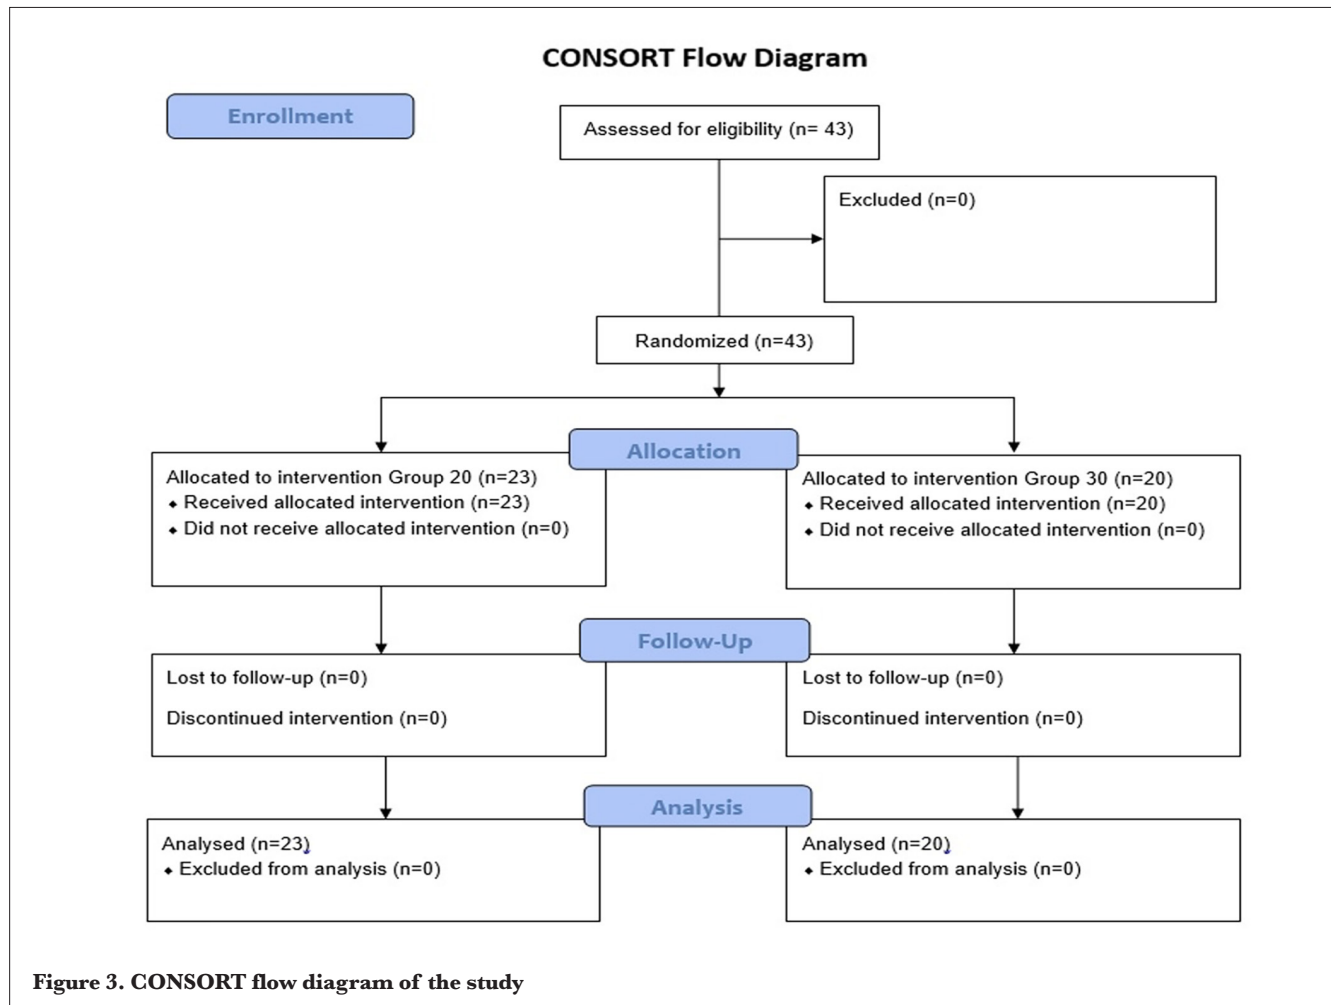 CONSORT Flow Diagram
Enrollment
Assessed for eligibility (n= 43)
Excluded (n=0)
Randomized (n=43)
Allocation
Allocated to intervention Group 20 (n=23)
⬥ Received allocated intervention (n=23)
⬥ Did not receive allocated intervention (n=0)
Allocated to intervention Group 30 (n=20)
⬥ Received allocated intervention (n=20)
⬥ Did not receive allocated intervention (n=0)
Follow-Up
Lost to follow-up (n=0)
Discontinued intervention (n=0)
Lost to follow-up (n=0)
Discontinued intervention (n=0)
Analysis
Analysed (n=23)
⬥ Excluded from analysis (n=0)
Analysed (n=20)
⬥ Excluded from analysis (n=0)
Figure 3. CONSORT flow diagram of the study